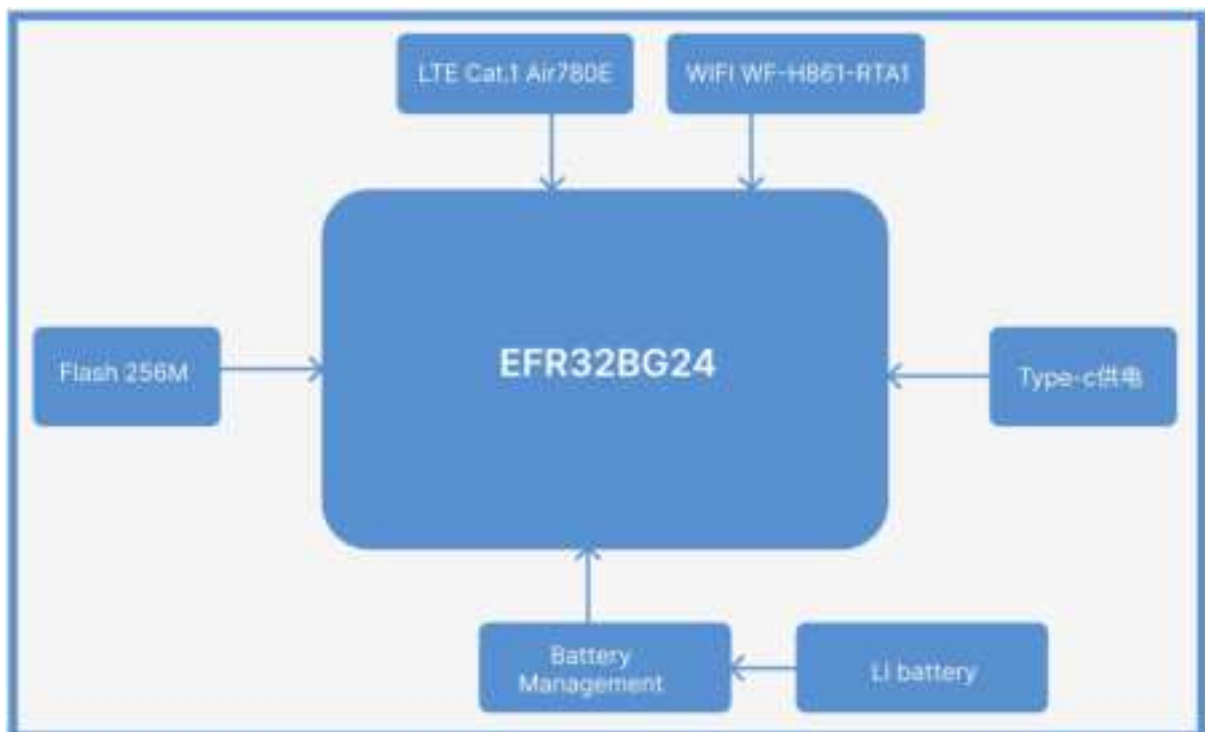 LTE Cat.1 Air780E
WIFI WF-H861-RTA1
Flash 256M
EFR32BG24
Type-c供电
Battery
Management
LI battery